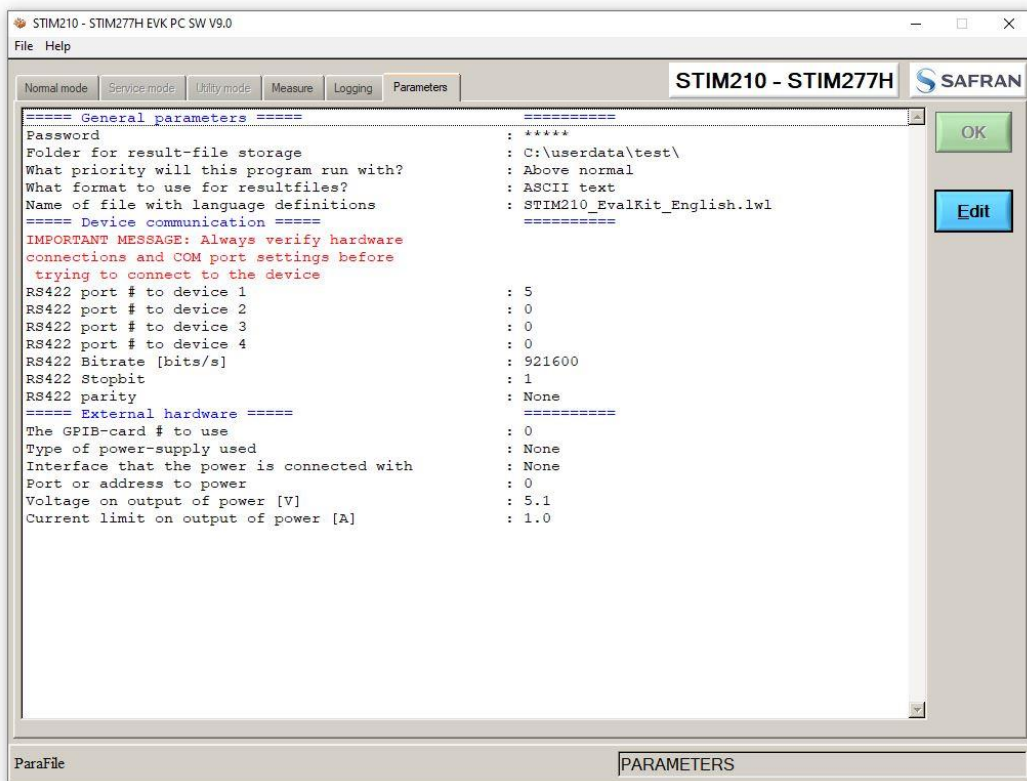 STIM210 - STIM277H EVK PC SW V9.0
File Help
Normal mode Service mode Utility mode Measure Logging Parameters
STIM210 - STIM277H
SAFRAN
===== General parameters ===== ==========
Password : *****
Folder for result-file storage : C:\userdata\test\
What priority will this program run with? : Above normal
What format to use for resultfiles? : ASCII text
Name of file with language definitions : STIM210_EvalKit_English.lwl
===== Device communication ===== ==========
IMPORTANT MESSAGE: Always verify hardware
connections and COM port settings before
trying to connect to the device
RS422 port # to device 1 : 5
RS422 port # to device 2 : 0
RS422 port # to device 3 : 0
RS422 port # to device 4 : 0
RS422 Bitrate [bits/s] : 921600
RS422 Stopbit : 1
RS422 parity : None
===== External hardware ===== ==========
The GPIB-card # to use : 0
Type of power-supply used : None
Interface that the power is connected with : None
Port or address to power : 0
Voltage on output of power [V] : 5.1
Current limit on output of power [A] : 1.0
OK
Edit
ParaFile
PARAMETERS